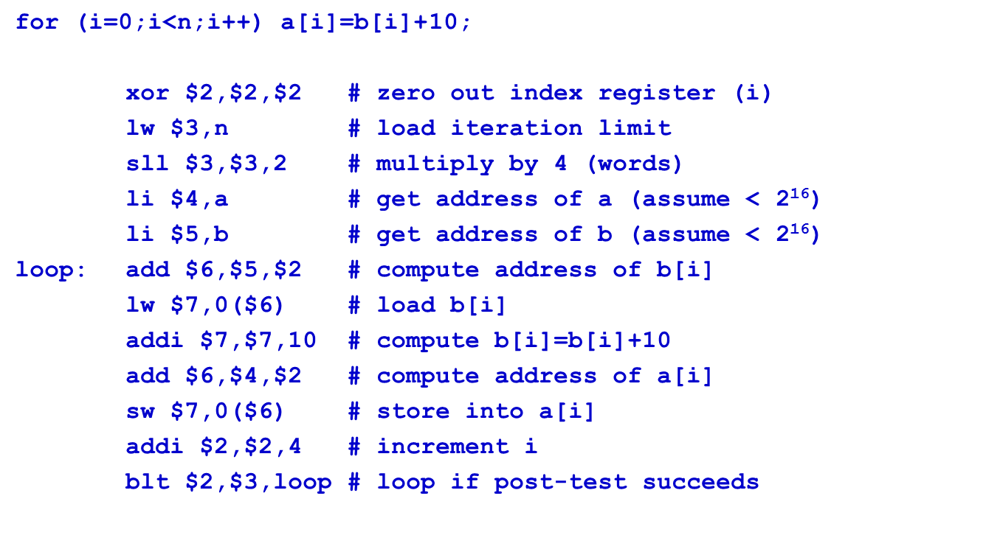 for (i=0;i<n;i++) a[i]=b[i]+10;
xor $2,$2,$2 # zero out index register (i)
lw $3,n # load iteration limit
sll $3,$3,2 # multiply by 4 (words)
li $4,a # get address of a (assume < 2¹⁶)
li $5,b # get address of b (assume < 2¹⁶)
loop: add $6,$5,$2 # compute address of b[i]
lw $7,0($6) # load b[i]
addi $7,$7,10 # compute b[i]=b[i]+10
add $6,$4,$2 # compute address of a[i]
sw $7,0($6) # store into a[i]
addi $2,$2,4 # increment i
blt $2,$3,loop # loop if post-test succeeds